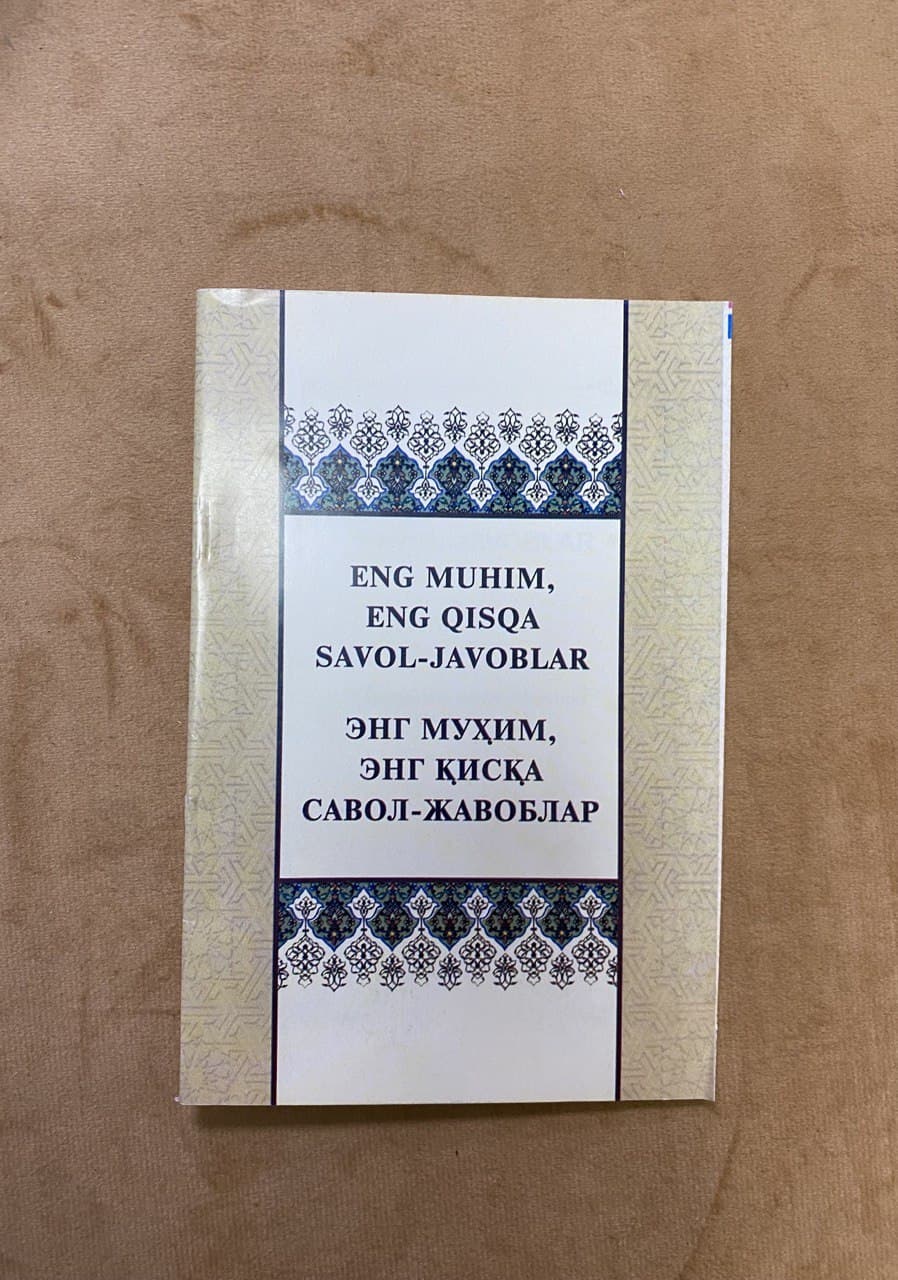 ENG MUHIM,
ENG QISQA
SAVOL-JAVOBLAR
ЭНГ МУҲИМ,
ЭНГ ҚИСҚА
САВОЛ-ЖАВОБЛАР